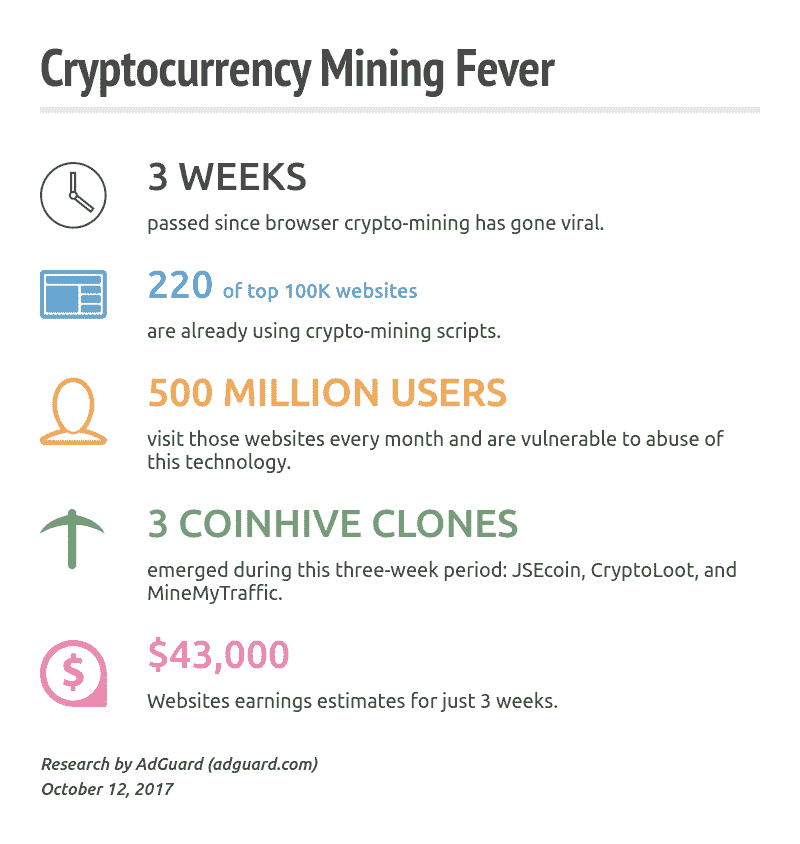 Cryptocurrency Mining Fever
3 WEEKS
passed since browser crypto-mining has gone viral.
220 of top 100K websites
are already using crypto-mining scripts.
500 MILLION USERS
visit those websites every month and are vulnerable to abuse of
this technology.
3 COINHIVE CLONES
emerged during this three-week period: JSEcoin, CryptoLoot, and
MineMyTraffic.
$
$43,000
Websites earnings estimates for just 3 weeks.
Research by AdGuard (adguard.com)
October 12, 2017